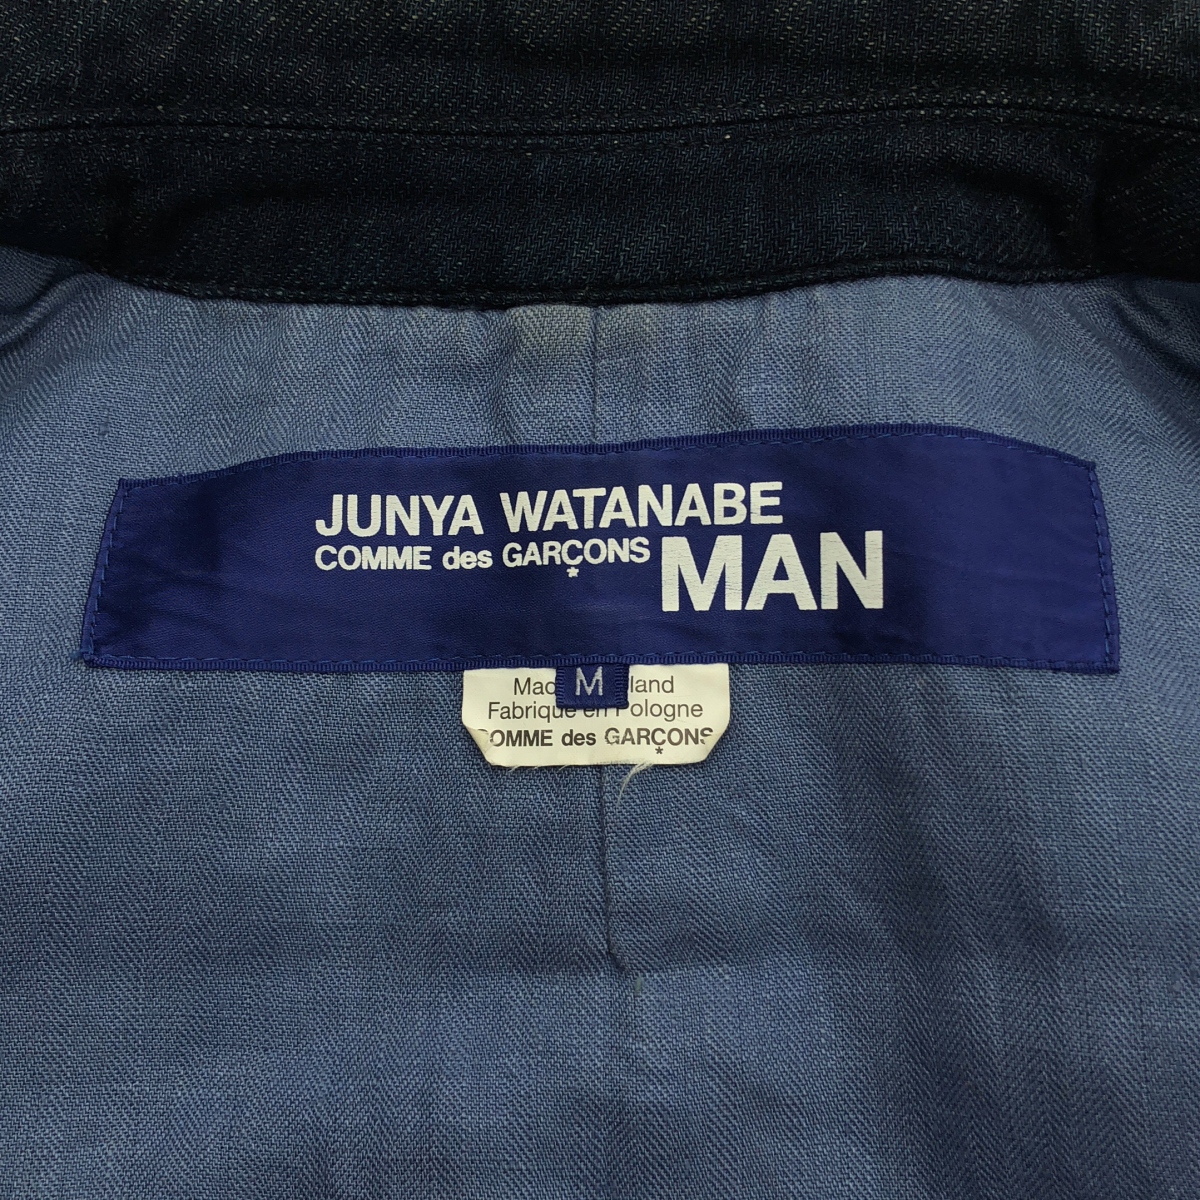 JUNYA WATANABE
COMME des GARÇONS MAN
*
M
Fabrique en Pologne
COMME des GARÇONS
*